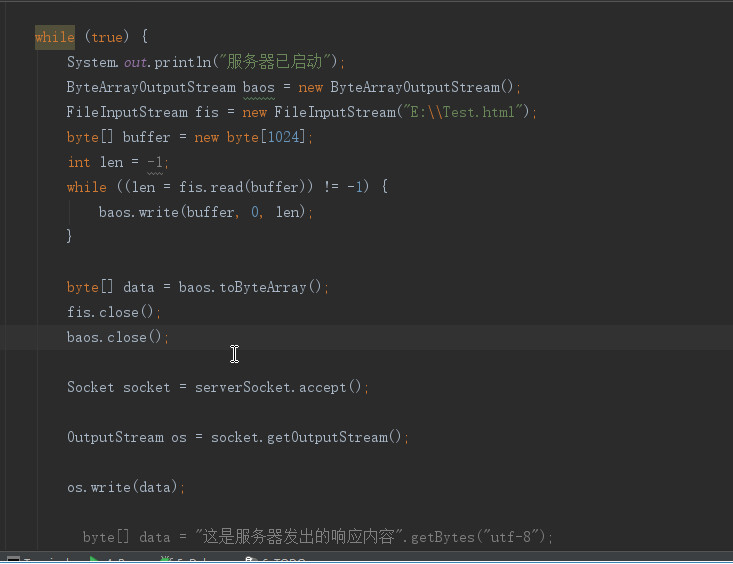 while (true) {
System.out.println("服务器已启动");
ByteArrayOutputStream baos = new ByteArrayOutputStream();
FileInputStream fis = new FileInputStream("E:\\Test.html");
byte[] buffer = new byte[1024];
int len = -1;
while ((len = fis.read(buffer)) != -1) {
baos.write(buffer, 0, len);
}
byte[] data = baos.toByteArray();
fis.close();
baos.close();
Socket socket = serverSocket.accept();
OutputStream os = socket.getOutputStream();
os.write(data);
byte[] data = "这是服务器发出的响应内容".getBytes("utf-8");